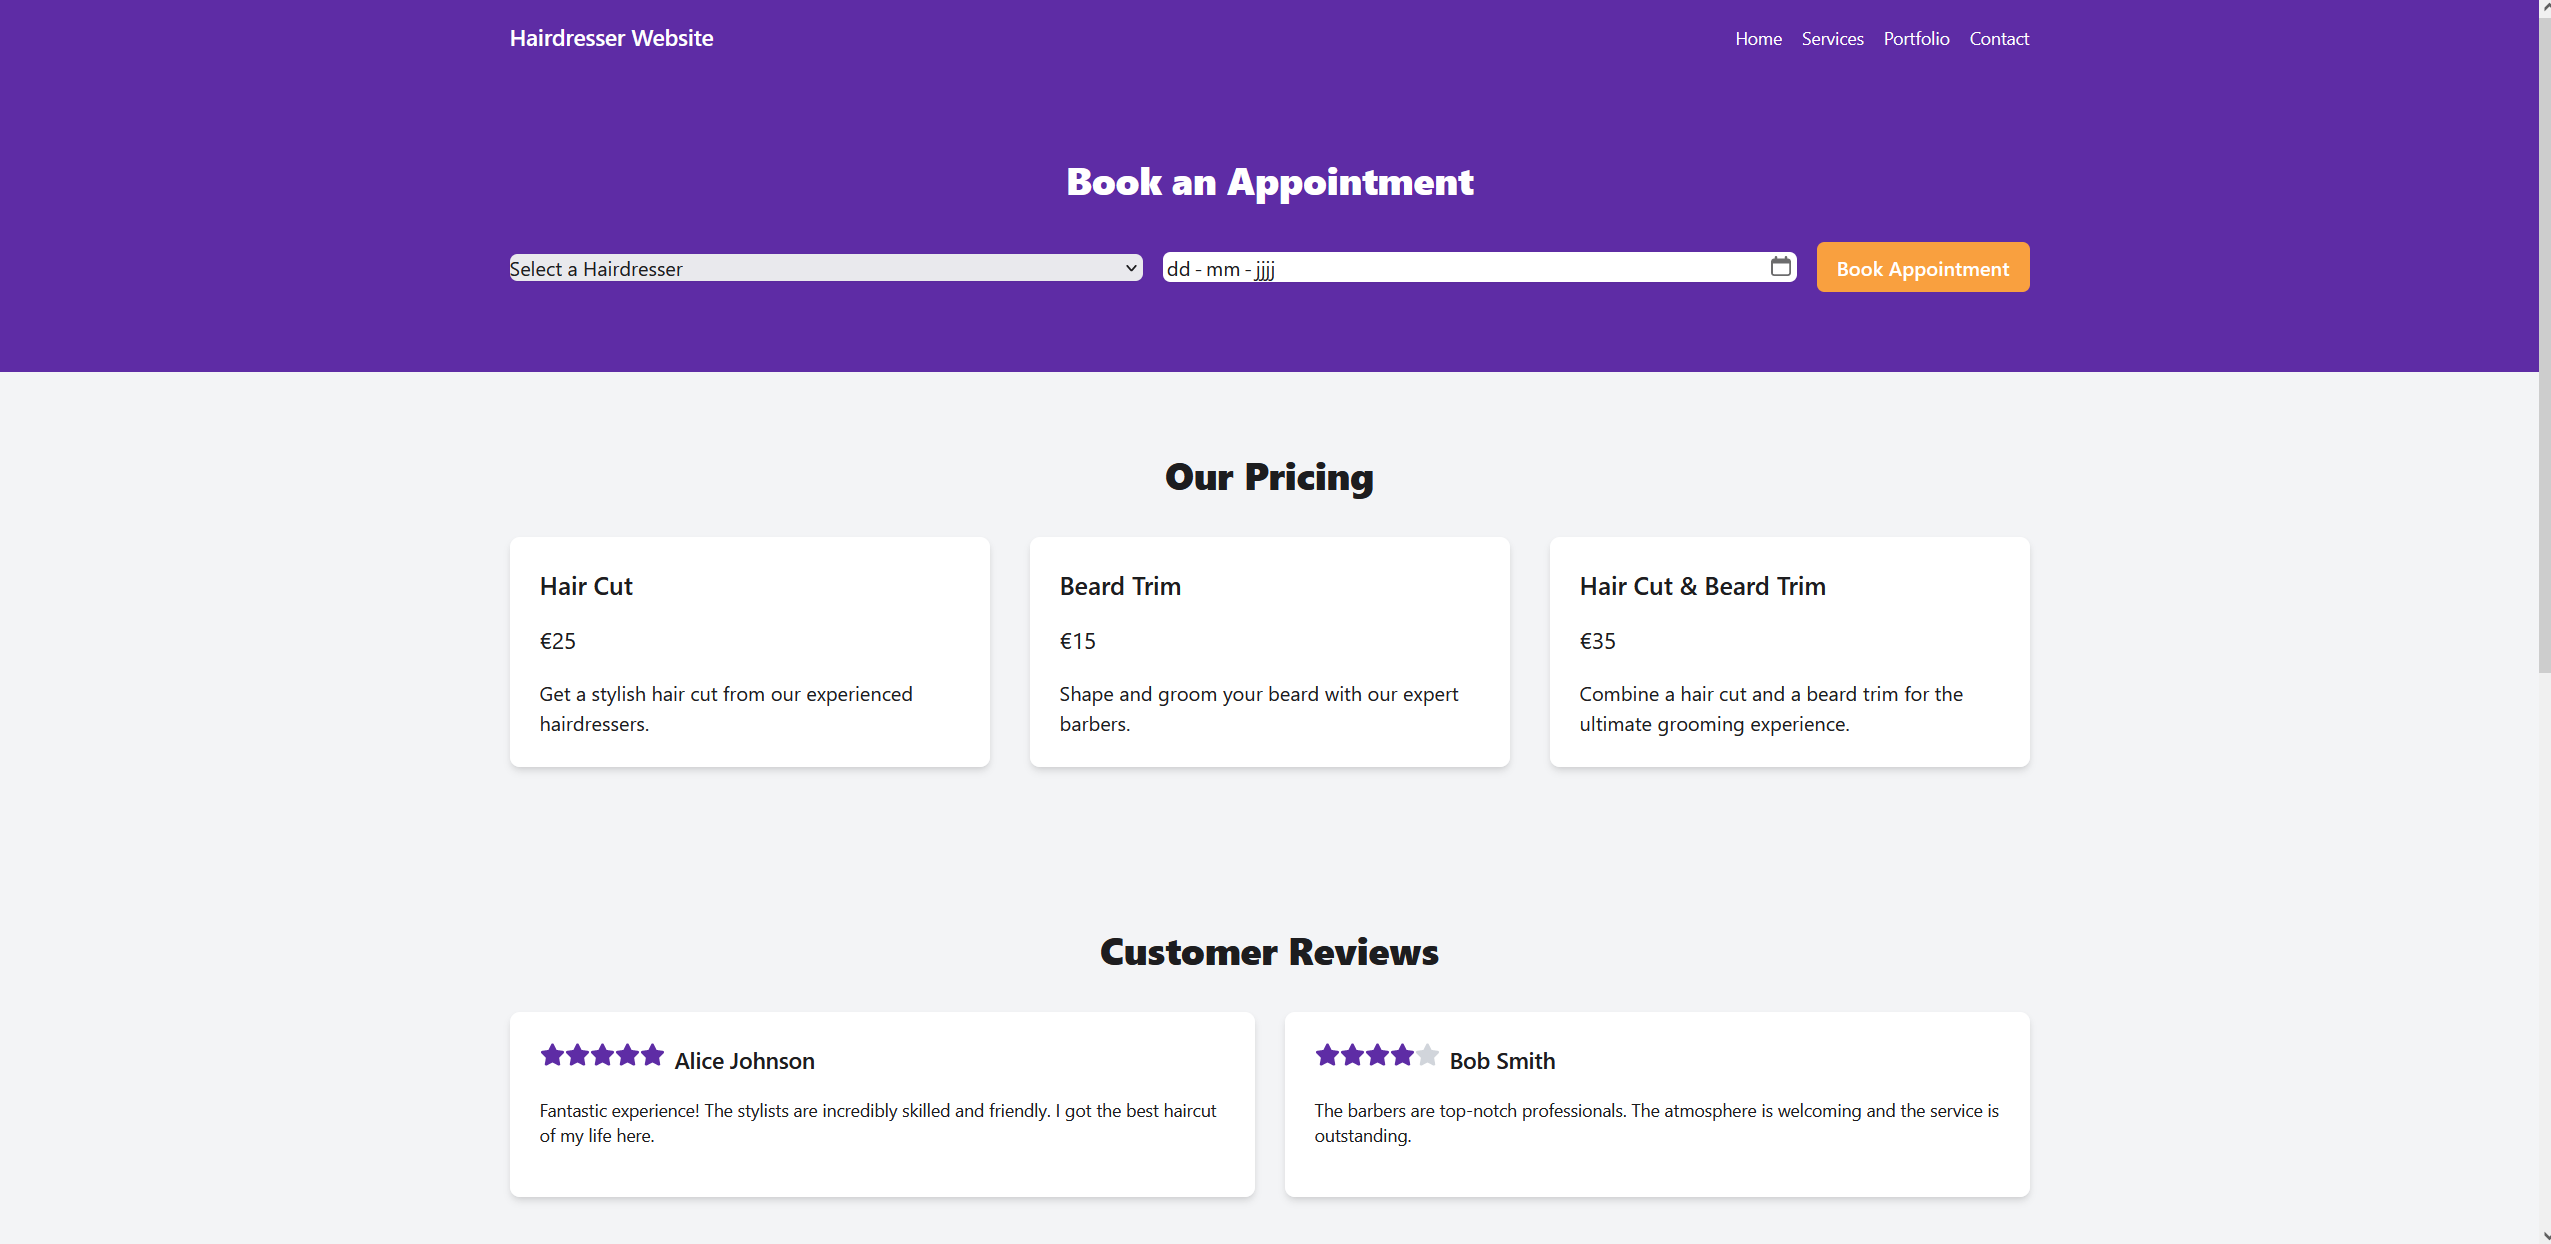 Hairdresser Website
Home Services Portfolio Contact
Book an Appointment
Select a Hairdresser
dd - mm - jjjj
Book Appointment
Our Pricing
Hair Cut
€25
Get a stylish hair cut from our experienced
hairdressers.
Beard Trim
€15
Shape and groom your beard with our expert
barbers.
Hair Cut & Beard Trim
€35
Combine a hair cut and a beard trim for the
ultimate grooming experience.
Customer Reviews
Alice Johnson
Fantastic experience! The stylists are incredibly skilled and friendly. I got the best haircut
of my life here.
Bob Smith
The barbers are top-notch professionals. The atmosphere is welcoming and the service is
outstanding.